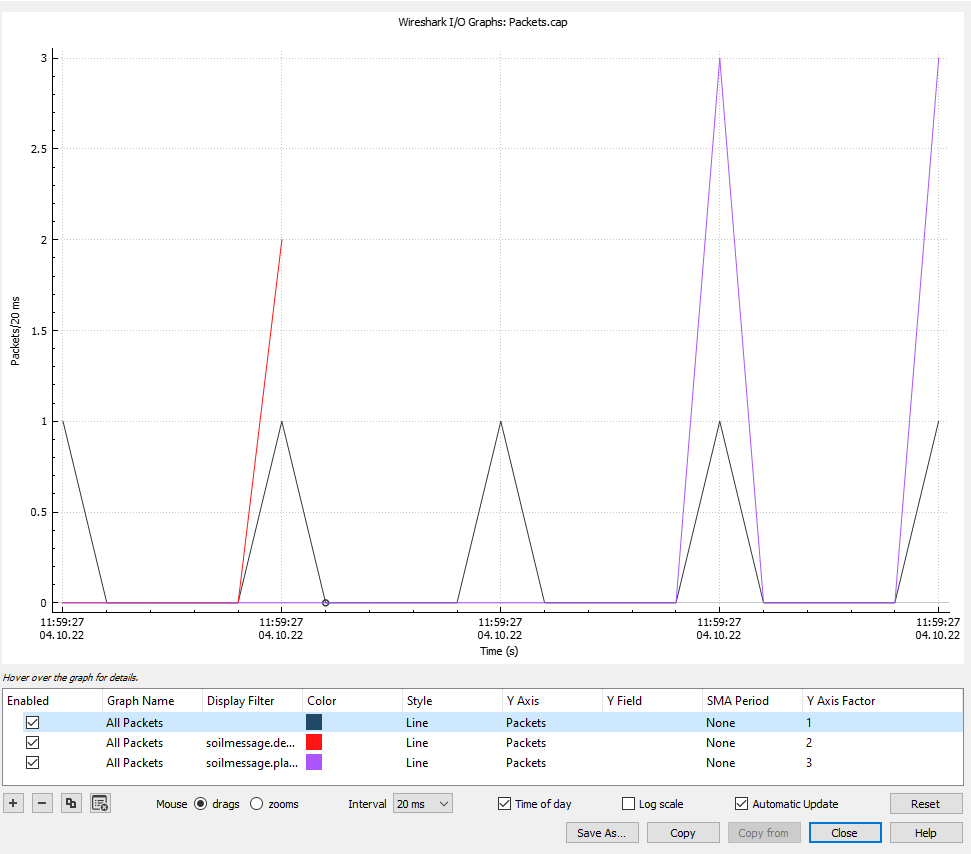 Wireshark I/O Graphs: Packets.cap
3
2.5
2
1.5
1
0.5
0
Packets/20 ms
11:59:27 11:59:27 11:59:27 11:59:27 11:59:27
04.10.22 04.10.22 04.10.22 04.10.22 04.10.22
Time (s)
Hover over the graph for details.
Enabled Graph Name Display Filter Color Style Y Axis Y Field SMA Period Y Axis Factor
All Packets Line Packets None 1
All Packets soilmessage.de... Line Packets None 2
All Packets soilmessage.pla... Line Packets None 3
Mouse drags zooms Interval 20 ms Time of day Log scale Automatic Update Reset
Save As... Copy Copy from Close Help